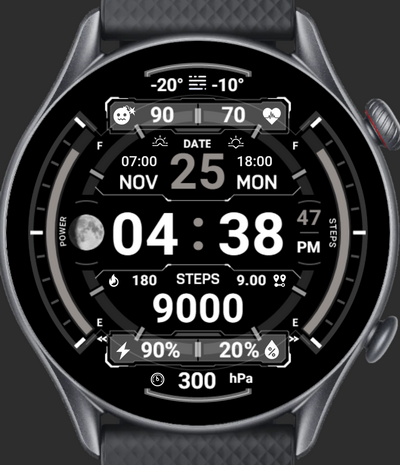 -20° -10°
90 70
F DATE F
07:00 25 18:00
NOV MON
POWER 04:38 47 PM STEPS
180 STEPS 9.00
9000
E E
90% 20%
300 hPa